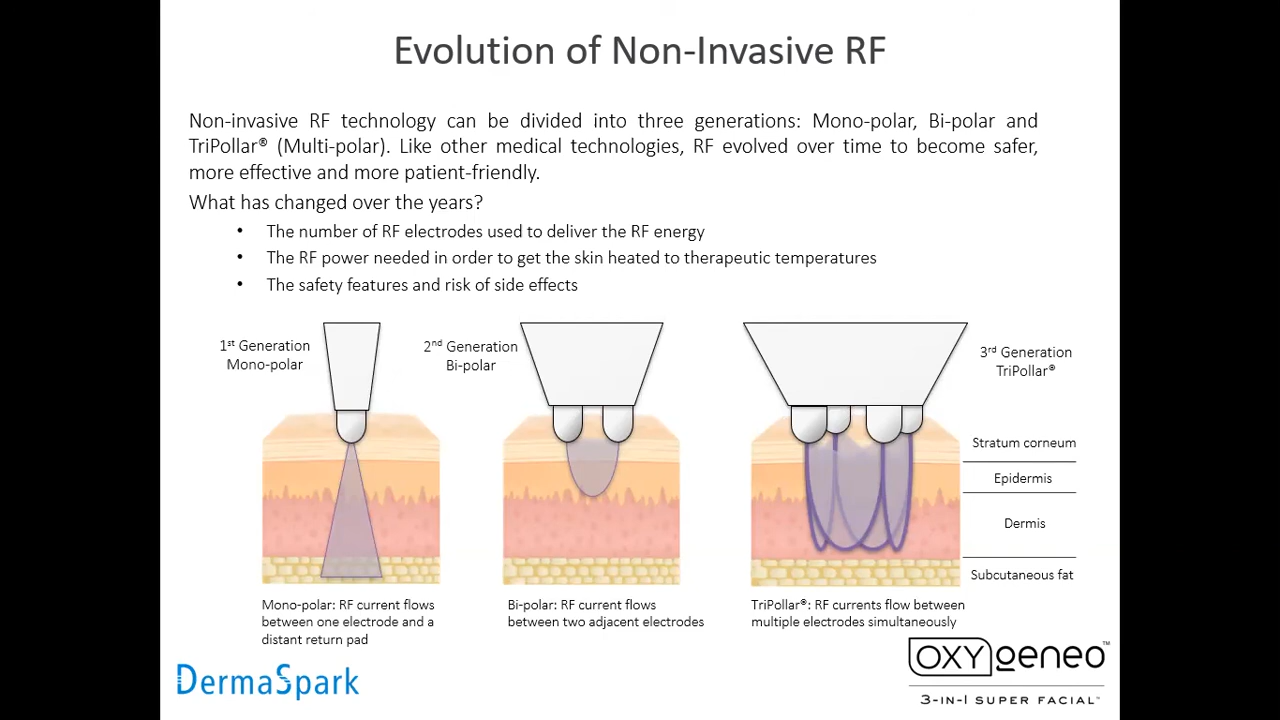 Evolution of Non-Invasive RF
Non-invasive RF technology can be divided into three generations: Mono-polar, Bi-polar and
TriPollar® (Multi-polar). Like other medical technologies, RF evolved over time to become safer,
more effective and more patient-friendly.
What has changed over the years?
• The number of RF electrodes used to deliver the RF energy
• The RF power needed in order to get the skin heated to therapeutic temperatures
• The safety features and risk of side effects
1st Generation
Mono-polar
2nd Generation
Bi-polar
3rd Generation
TriPollar®
Stratum corneum
Epidermis
Dermis
Subcutaneous fat
Mono-polar: RF current flows
between one electrode and a
distant return pad
Bi-polar: RF current flows
between two adjacent electrodes
TriPollar®: RF currents flow between
multiple electrodes simultaneously
DermaSpark
OXYgeneo™
3-IN-1 SUPER FACIAL™